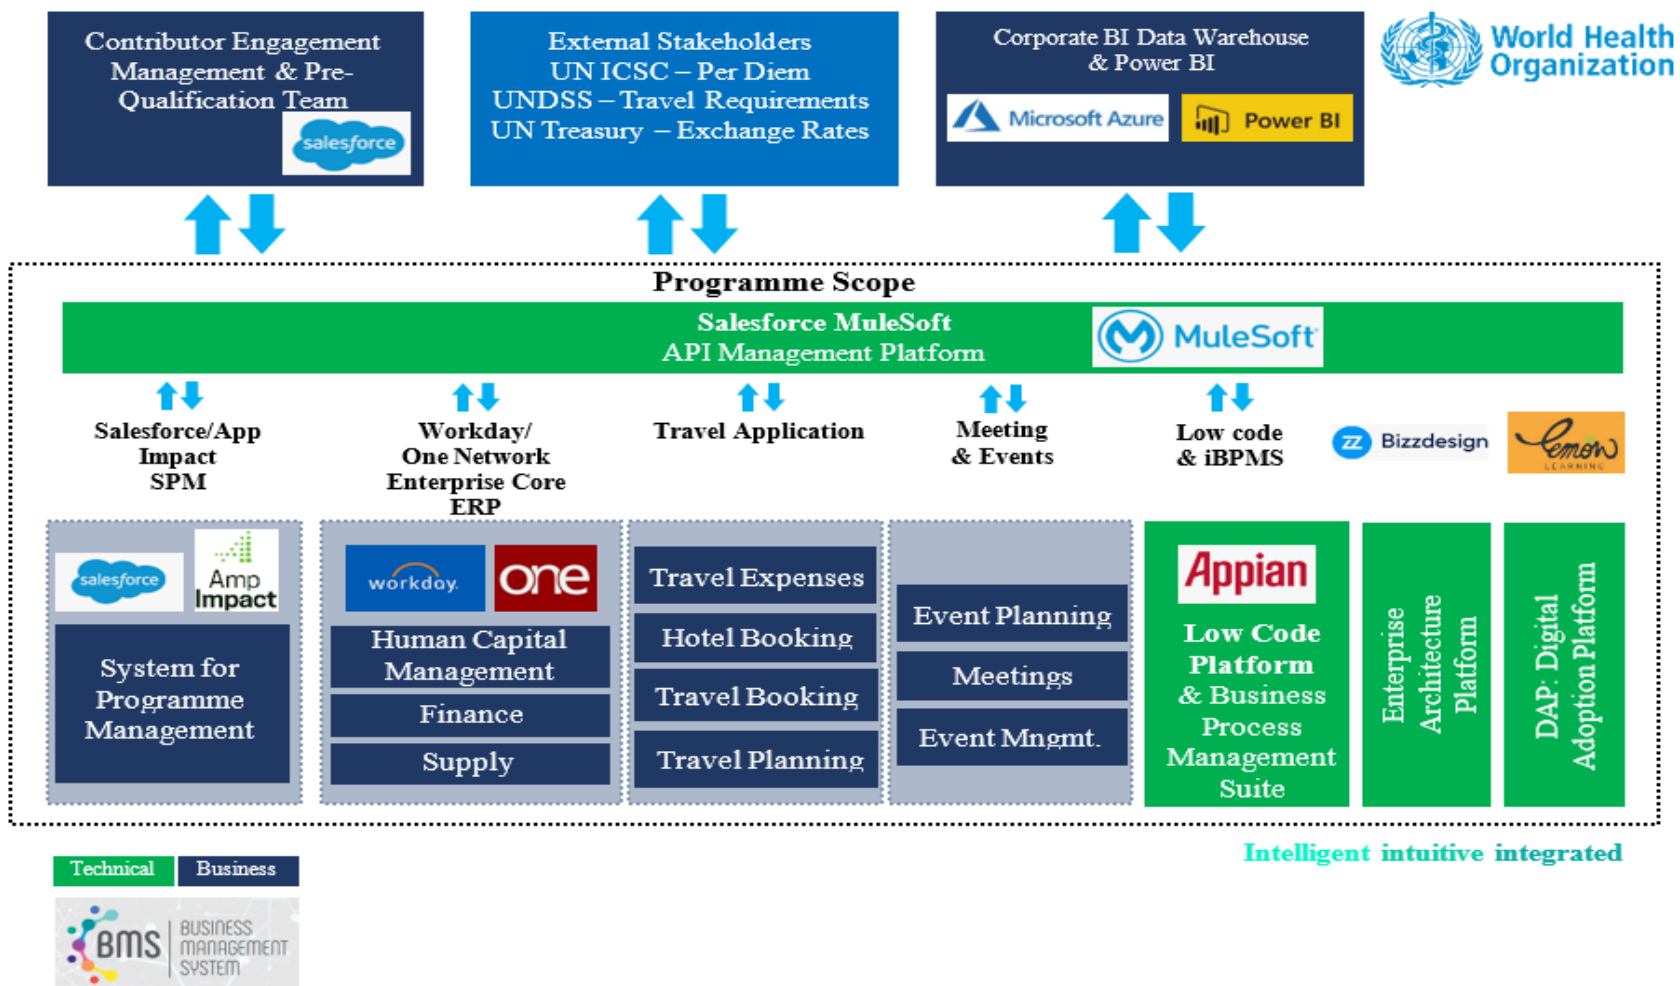 Contributor Engagement
Management & Pre-
Qualification Team
salesforce
External Stakeholders
UN ICSC – Per Diem
UNDSS – Travel Requirements
UN Treasury – Exchange Rates
Corporate BI Data Warehouse
& Power BI
Microsoft Azure
Power BI
World Health
Organization
Programme Scope
Salesforce MuleSoft
API Management Platform
MuleSoft
Salesforce/App
Impact
SPM
Workday/
One Network
Enterprise Core
ERP
Travel Application
Meeting
& Events
Low code
& iBPMS
Bizzdesign
Lemon
LEARNING
salesforce
Amp
Impact
System for
Programme
Management
workday.
one
Human Capital
Management
Finance
Supply
Travel Expenses
Hotel Booking
Travel Booking
Travel Planning
Event Planning
Meetings
Event Mngmt.
Appian
Low Code
Platform
& Business
Process
Management
Suite
Enterprise
Architecture
Platform
DAP: Digital
Adoption Platform
Intelligent intuitive integrated
Technical
Business
BMS
BUSINESS
MANAGEMENT
SYSTEM